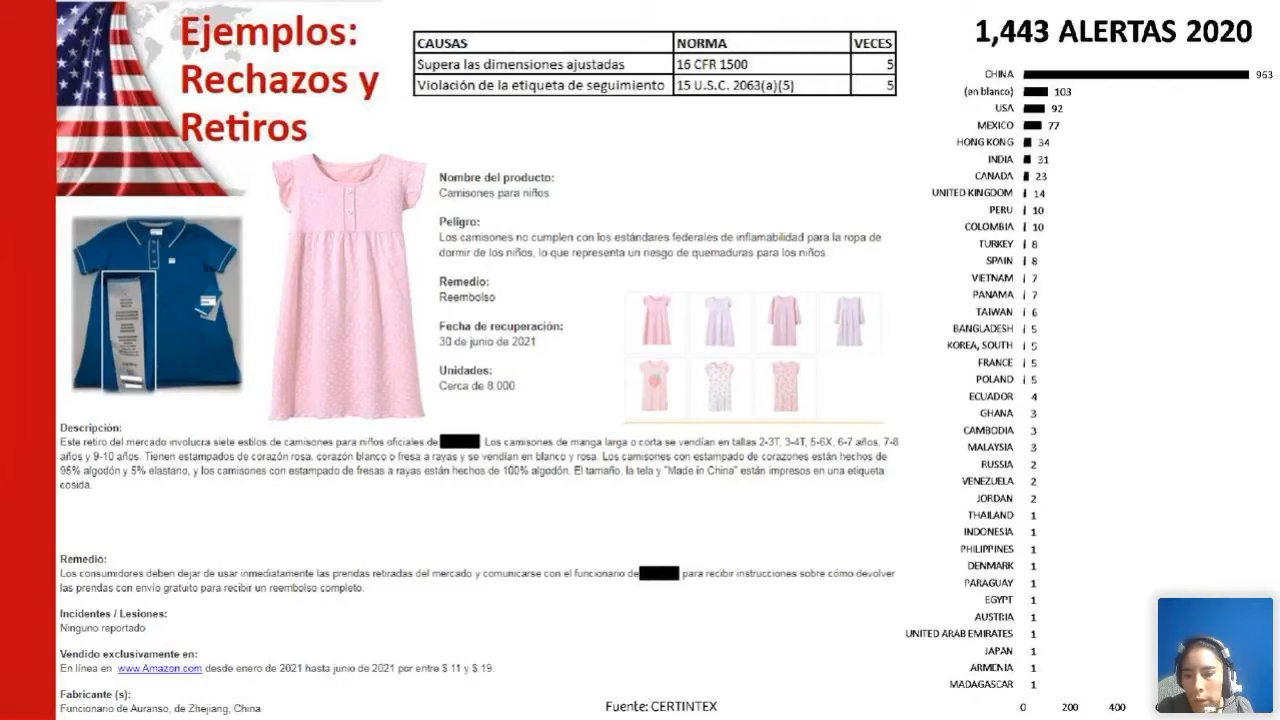 Ejemplos:
Rechazos y
Retiros
CAUSAS NORMA VECES
Supera las dimensiones ajustadas 16 CFR 1500 5
Violación de la etiqueta de seguimiento 15 U.S.C. 2063(a)(5) 5
Nombre del producto:
Camisones para niños
Peligro:
Los camisones no cumplen con los estándares federales de inflamabilidad para la ropa de
dormir de los niños, lo que representa un riesgo de quemaduras para los niños.
Remedio:
Reembolso
Fecha de recuperación:
30 de junio de 2021
Unidades:
Cerca de 8.000
Descripción:
Este retiro del mercado involucra siete estilos de camisones para niños oficiales de Los camisones de manga larga o corta se vendían en tallas 2-3T, 3-4T, 5-6X, 6-7 años, 7-8
años y 9-10 años. Tienen estampados de corazón rosa, corazón blanco o fresa a rayas y se vendían en blanco y rosa. Los camisones con estampado de corazones están hechos de
95% algodón y 5% elastano, y los camisones con estampado de fresas a rayas están hechos de 100% algodón. El tamaño, la tela y "Made in China" están impresos en una etiqueta
cosida.
Remedio:
Los consumidores deben dejar de usar inmediatamente las prendas retiradas del mercado y comunicarse con el funcionario de para recibir instrucciones sobre cómo devolver
las prendas con envío gratuito para recibir un reembolso completo.
Incidentes / Lesiones:
Ninguno reportado
Vendido exclusivamente en:
En línea en www.Amazon.com desde enero de 2021 hasta junio de 2021 por entre $ 11 y $ 19.
Fabricante (s):
Funcionario de Auranso, de Zhejiang, China
Fuente: CERTINTEX
1,443 ALERTAS 2020
CHINA 963
(en blanco) 103
USA 92
MEXICO 77
HONG KONG 34
INDIA 31
CANADA 23
UNITED KINGDOM 14
PERU 10
COLOMBIA 10
TURKEY 8
SPAIN 8
VIETNAM 7
PANAMA 7
TAIWAN 6
BANGLADESH 5
KOREA, SOUTH 5
FRANCE 5
POLAND 5
ECUADOR 4
GHANA 3
CAMBODIA 3
MALAYSIA 3
RUSSIA 2
VENEZUELA 2
JORDAN 2
THAILAND 1
INDONESIA 1
PHILIPPINES 1
DENMARK 1
PARAGUAY 1
EGYPT 1
AUSTRIA 1
UNITED ARAB EMIRATES 1
JAPAN 1
ARMENIA 1
MADAGASCAR 1
0 200 400